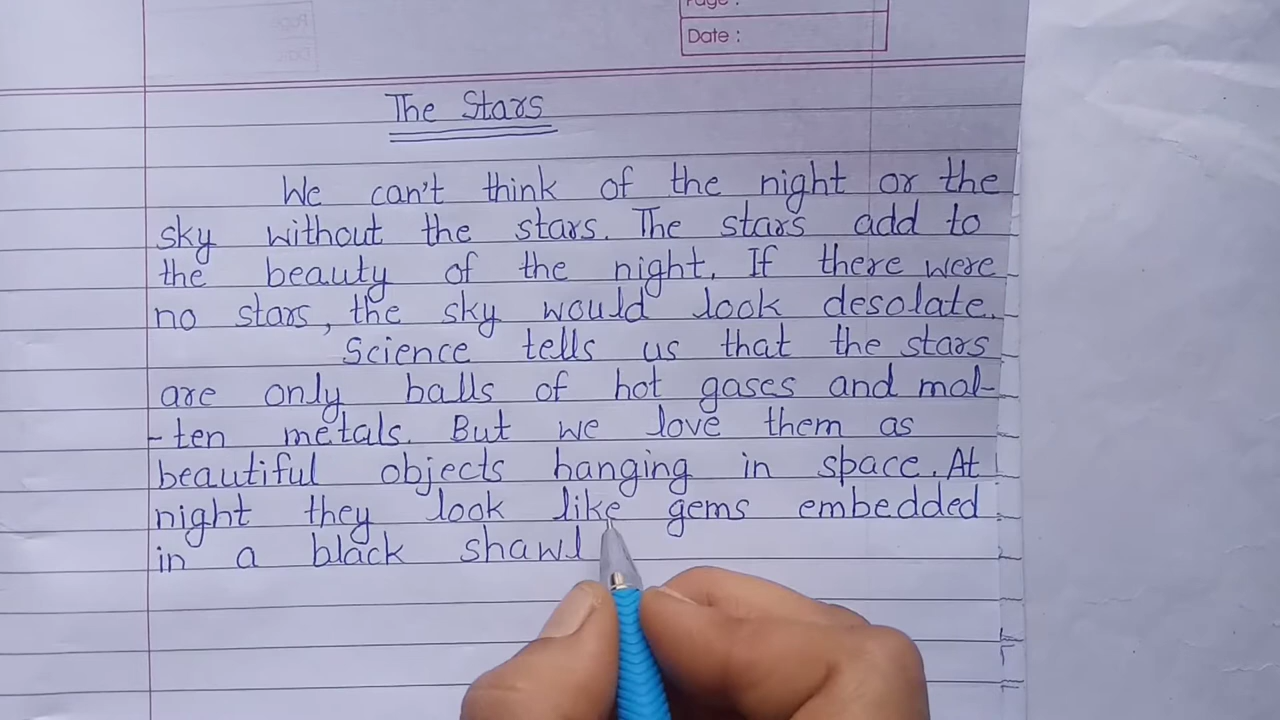 Page :
Date :
The Stars
We can't think of the night or the
sky without the stars. The stars add to
the beauty of the night. If there were
no stars, the sky would look desolate.
Science tells us that the stars
are only balls of hot gases and mol-
-ten metals. But we love them as
beautiful objects hanging in space. At
night they look like gems embedded
in a black shawl